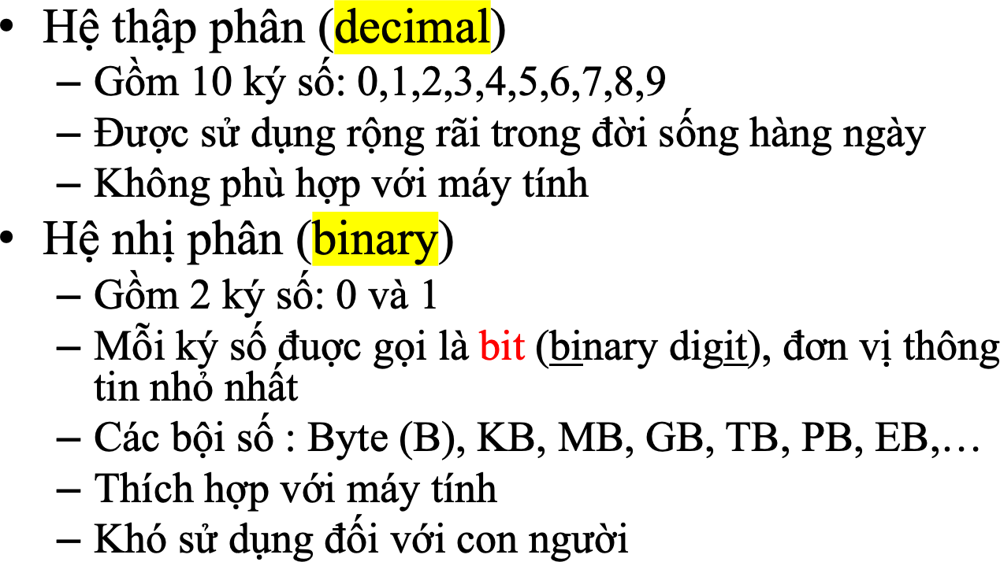 • Hệ thập phân (decimal)
– Gồm 10 ký số: 0,1,2,3,4,5,6,7,8,9
– Được sử dụng rộng rãi trong đời sống hàng ngày
– Không phù hợp với máy tính
• Hệ nhị phân (binary)
– Gồm 2 ký số: 0 và 1
– Mỗi ký số đuợc gọi là bit (binary digit), đơn vị thông
tin nhỏ nhất
– Các bội số : Byte (B), KB, MB, GB, TB, PB, EB,…
– Thích hợp với máy tính
– Khó sử dụng đối với con người